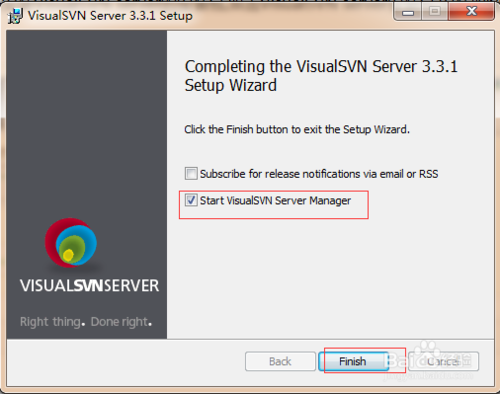 VisualSVN Server 3.3.1 Setup
Completing the VisualSVN Server 3.3.1
Setup Wizard
Click the Finish button to exit the Setup Wizard.
Subscribe for release notifications via email or RSS
Start VisualSVN Server Manager
VISUALSVNSERVER
Right thing. Done right.
Back
Finish
Cancel